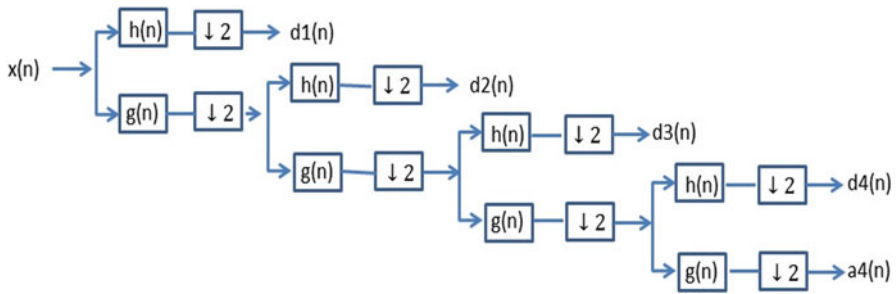 h(n) ↓ 2 d1(n)
x(n)
g(n) ↓ 2
h(n) ↓ 2 d2(n)
g(n) ↓ 2
h(n) ↓ 2 d3(n)
g(n) ↓ 2
h(n) ↓ 2 d4(n)
g(n) ↓ 2 a4(n)